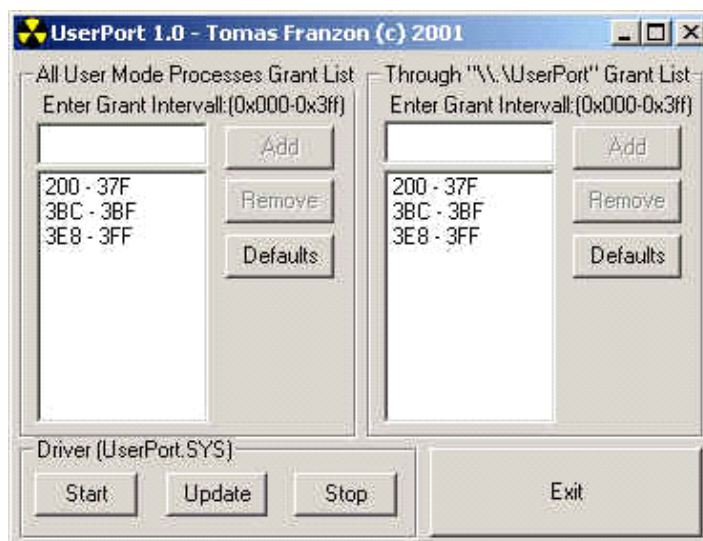 UserPort 1.0 - Tomas Franzon (c) 2001
All User Mode Processes Grant List
Enter Grant Intervall:(0x000-0x3ff)
Add
200 - 37F
3BC - 3BF
3E8 - 3FF
Remove
Defaults
Through "\\.\UserPort" Grant List
Enter Grant Intervall:(0x000-0x3ff)
Add
200 - 37F
3BC - 3BF
3E8 - 3FF
Remove
Defaults
Driver (UserPort.SYS)
Start
Update
Stop
Exit